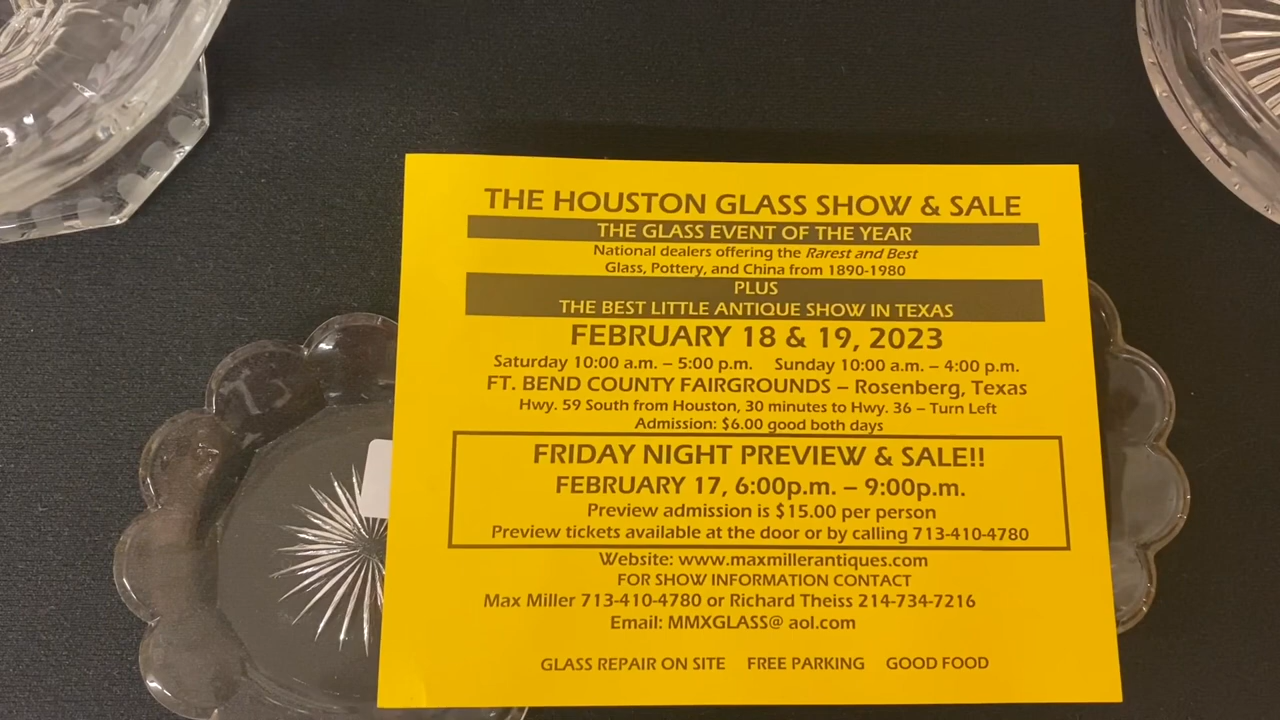 THE HOUSTON GLASS SHOW & SALE
THE GLASS EVENT OF THE YEAR
National dealers offering the Rarest and Best
Glass, Pottery, and China from 1890-1980
PLUS
THE BEST LITTLE ANTIQUE SHOW IN TEXAS
FEBRUARY 18 & 19, 2023
Saturday 10:00 a.m. – 5:00 p.m. Sunday 10:00 a.m. – 4:00 p.m.
FT. BEND COUNTY FAIRGROUNDS – Rosenberg, Texas
Hwy. 59 South from Houston, 30 minutes to Hwy. 36 – Turn Left
Admission: $6.00 good both days
FRIDAY NIGHT PREVIEW & SALE!!
FEBRUARY 17, 6:00p.m. – 9:00p.m.
Preview admission is $15.00 per person
Preview tickets available at the door or by calling 713-410-4780
Website: www.maxmillerantiques.com
FOR SHOW INFORMATION CONTACT
Max Miller 713-410-4780 or Richard Theiss 214-734-7216
Email: MMXGLASS@ aol.com
GLASS REPAIR ON SITE FREE PARKING GOOD FOOD